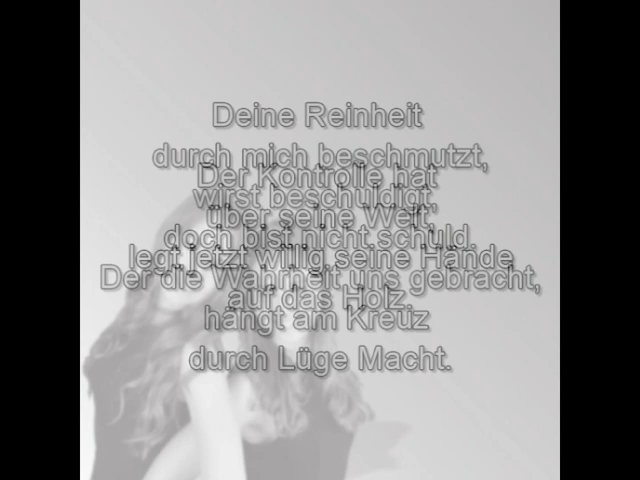 Deine Reinheit
durch mich beschmutzt,
Der Kontrolle hat
wirst beschuldigt,
über seine Welt,
doch bist nicht schuld.
legt jetzt willig seine Hände
Der die Wahrheit uns gebracht,
auf das Holz.
hängt am Kreuz
durch Lüge Macht.